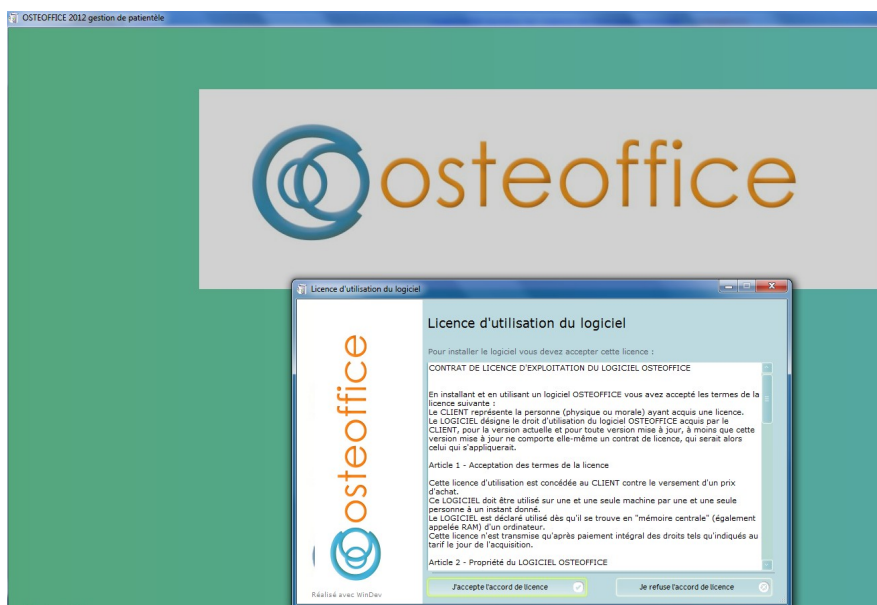 OSTEOFFICE 2012 gestion de patientèle
osteoffice
Licence d'utilisation du logiciel
osteoffice
Réalisé avec WinDev
Licence d'utilisation du logiciel
Pour installer le logiciel vous devez accepter cette licence :
CONTRAT DE LICENCE D'EXPLOITATION DU LOGICIEL OSTEOFFICE
En installant et en utilisant un logiciel OSTEOFFICE vous avez accepté les termes de la
licence suivante :
Le CLIENT représente la personne (physique ou morale) ayant acquis une licence.
Le LOGICIEL désigne le droit d'utilisation du logiciel OSTEOFFICE acquis par le
CLIENT, pour la version actuelle et pour toute version mise à jour, à moins que cette
version mise à jour ne comporte elle-même un contrat de licence, qui serait alors
celui qui s'appliquerait.
Article 1 - Acceptation des termes de la licence
Cette licence d'utilisation est concédée au CLIENT contre le versement d'un prix
d'achat.
Ce LOGICIEL doit être utilisé sur une et une seule machine par une et une seule
personne à un instant donné.
Le LOGICIEL est déclaré utilisé dès qu'il se trouve en "mémoire centrale" (également
appelée RAM) d'un ordinateur.
Cette licence n'est transmise qu'après paiement intégral des droits tels qu'indiqués au
tarif le jour de l'acquisition.
Article 2 - Propriété du LOGICIEL OSTEOFFICE
J'accepte l'accord de licence
Je refuse l'accord de licence